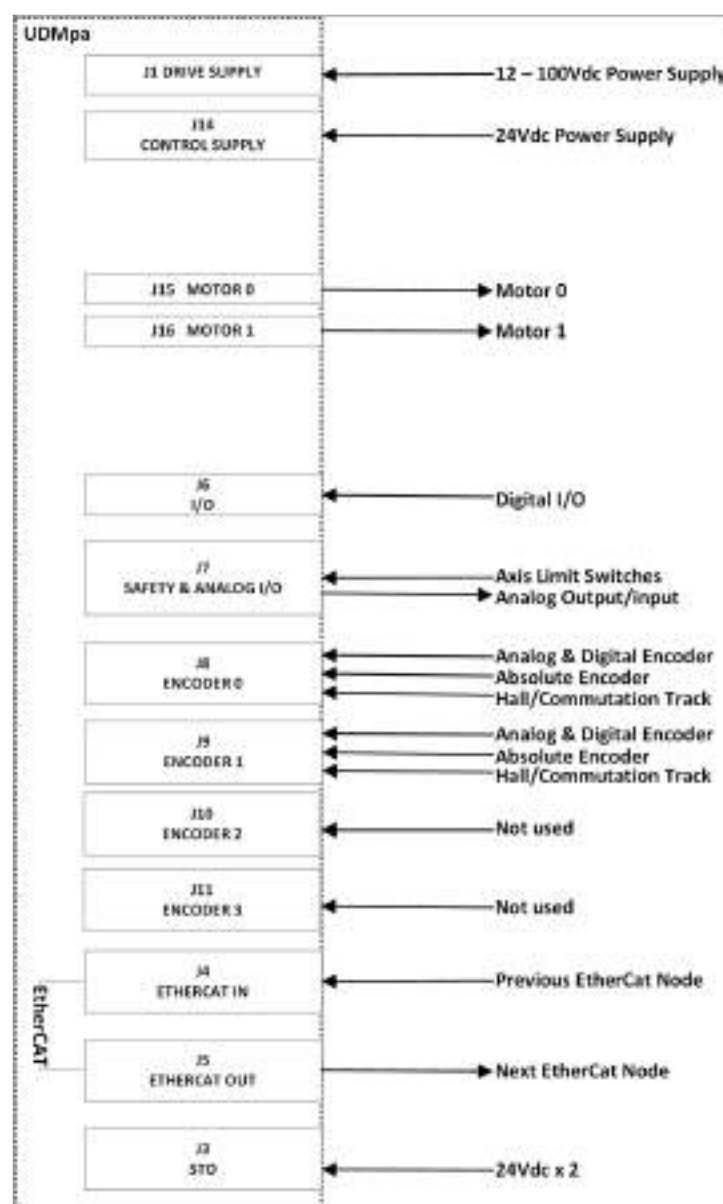 UDMpa
J1 DRIVE SUPPLY
12 – 100Vdc Power Supply
J14
CONTROL SUPPLY
24Vdc Power Supply
J15 MOTOR 0
Motor 0
J16 MOTOR 1
Motor 1
J6
I/O
Digital I/O
J7
SAFETY & ANALOG I/O
Axis Limit Switches
Analog Output/input
J8
ENCODER 0
Analog & Digital Encoder
Absolute Encoder
Hall/Commutation Track
J9
ENCODER 1
Analog & Digital Encoder
Absolute Encoder
Hall/Commutation Track
J10
ENCODER 2
Not used
J11
ENCODER 3
Not used
EtherCAT
J4
ETHERCAT IN
Previous EtherCat Node
J5
ETHERCAT OUT
Next EtherCat Node
J3
STO
24Vdc x 2